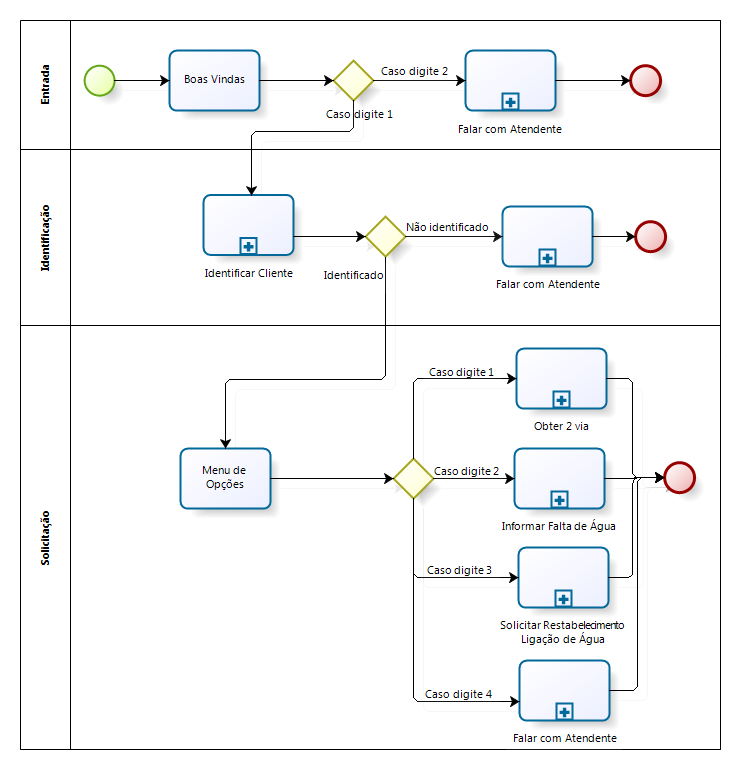 Entrada
Boas Vindas
Caso digite 2
Falar com Atendente
Caso digite 1
Identificação
Identificar Cliente
Não identificado
Identificado
Falar com Atendente
Solicitação
Menu de
Opções
Caso digite 1
Obter 2 via
Caso digite 2
Informar Falta de Água
Caso digite 3
Solicitar Restabelecimento
Ligação de Água
Caso digite 4
Falar com Atendente